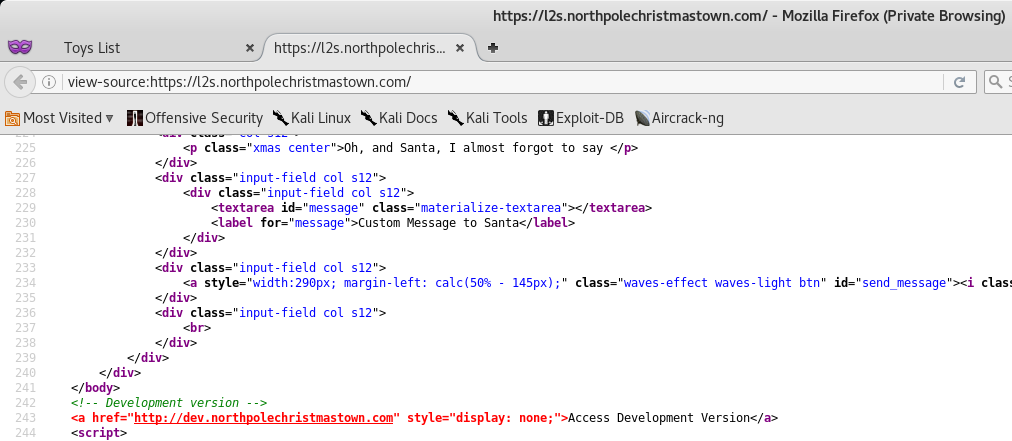 https://l2s.northpolechristmastown.com/ - Mozilla Firefox (Private Browsing)
Toys List × https://l2s.northpolechris... ×
view-source:https://l2s.northpolechristmastown.com/
Most Visited Offensive Security Kali Linux Kali Docs Kali Tools Exploit-DB Aircrack-ng
224 <div class="col s12">
225 <p class="xmas center">Oh, and Santa, I almost forgot to say </p>
226 </div>
227 <div class="input-field col s12">
228 <div class="input-field col s12">
229 <textarea id="message" class="materialize-textarea"></textarea>
230 <label for="message">Custom Message to Santa</label>
231 </div>
232 </div>
233 <div class="input-field col s12">
234 <a style="width:290px; margin-left: calc(50% - 145px);" class="waves-effect waves-light btn" id="send_message"><i clas
235 </div>
236 <div class="input-field col s12">
237 <br>
238 </div>
239 </div>
240 </div>
241 </body>
242 <!-- Development version -->
243 <a href="http://dev.northpolechristmastown.com" style="display: none;">Access Development Version</a>
244 <script>